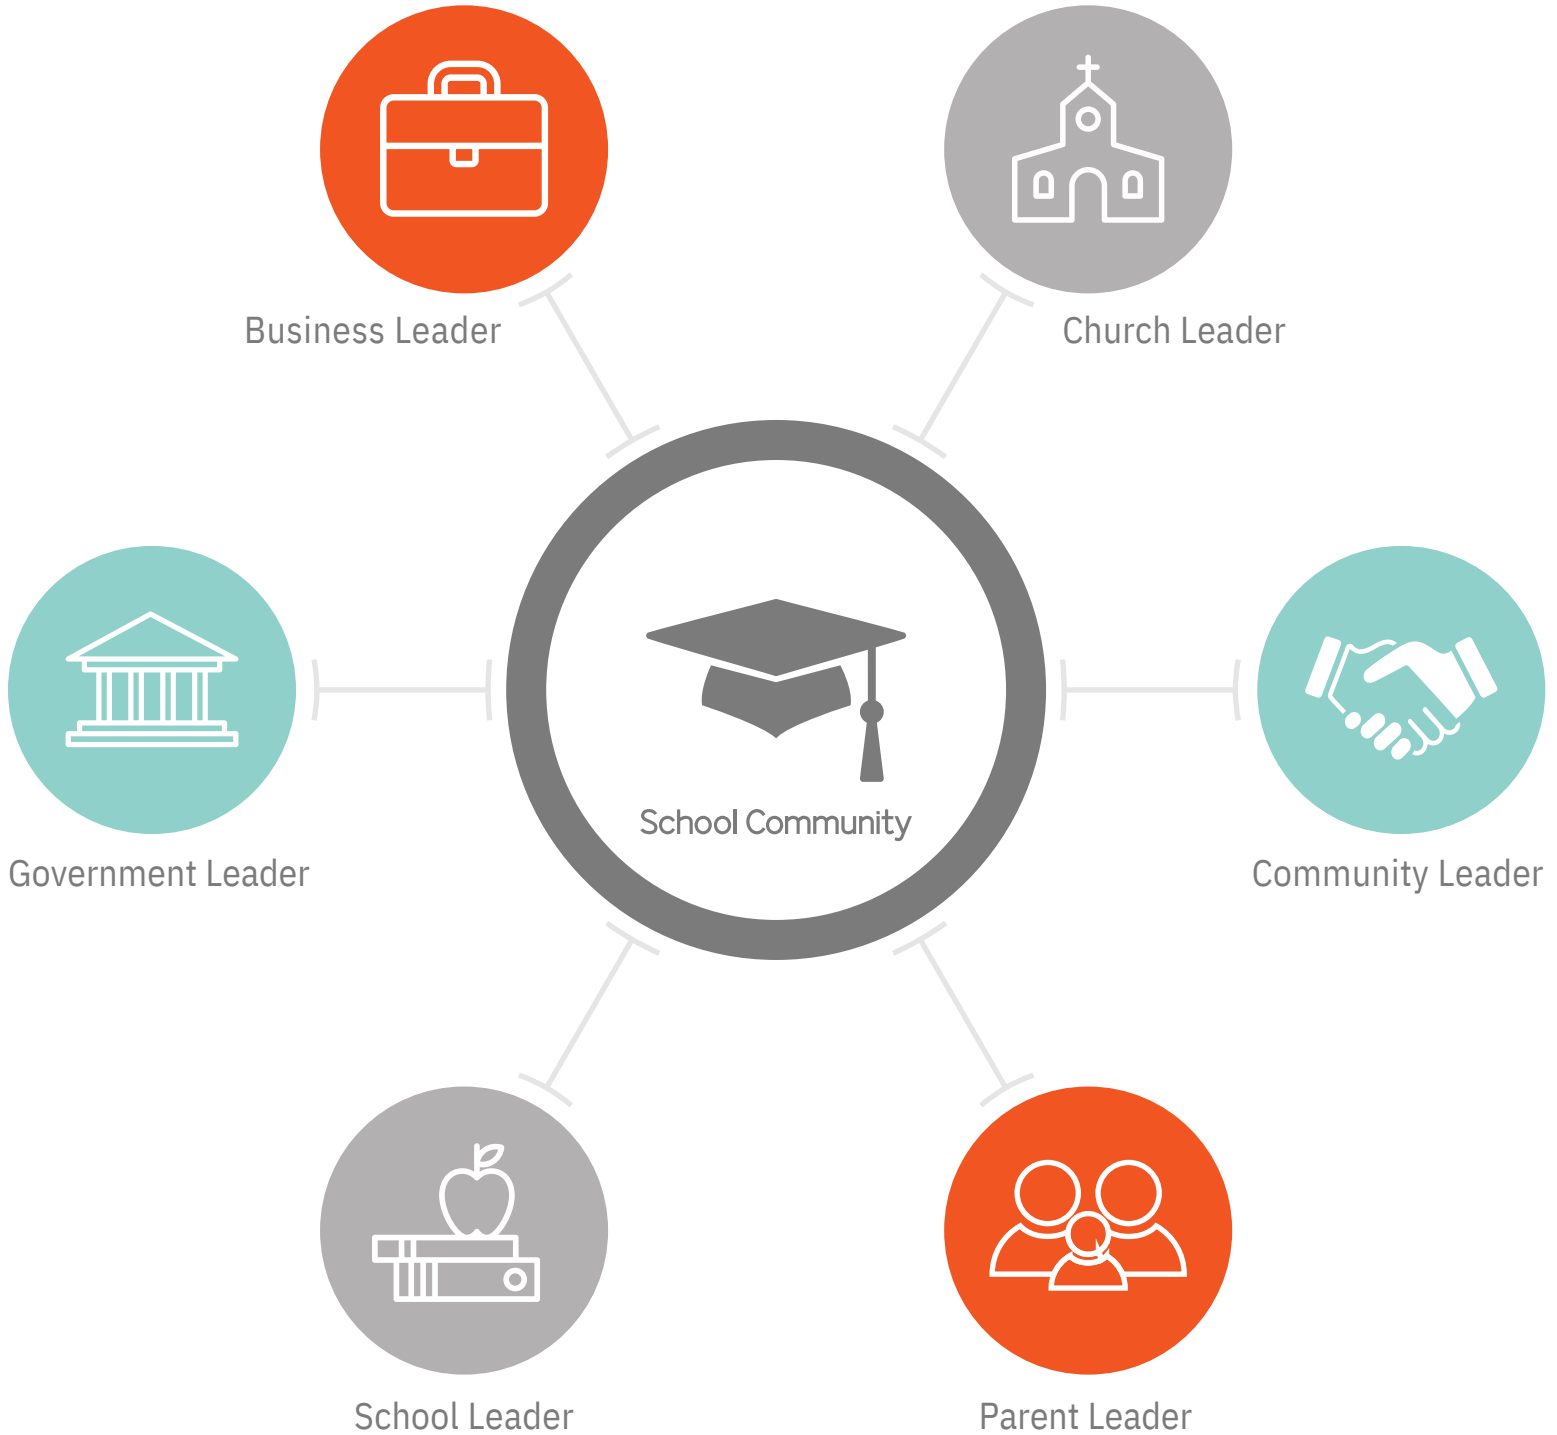 Business Leader
Church Leader
School Community
Government Leader
Community Leader
School Leader
Parent Leader